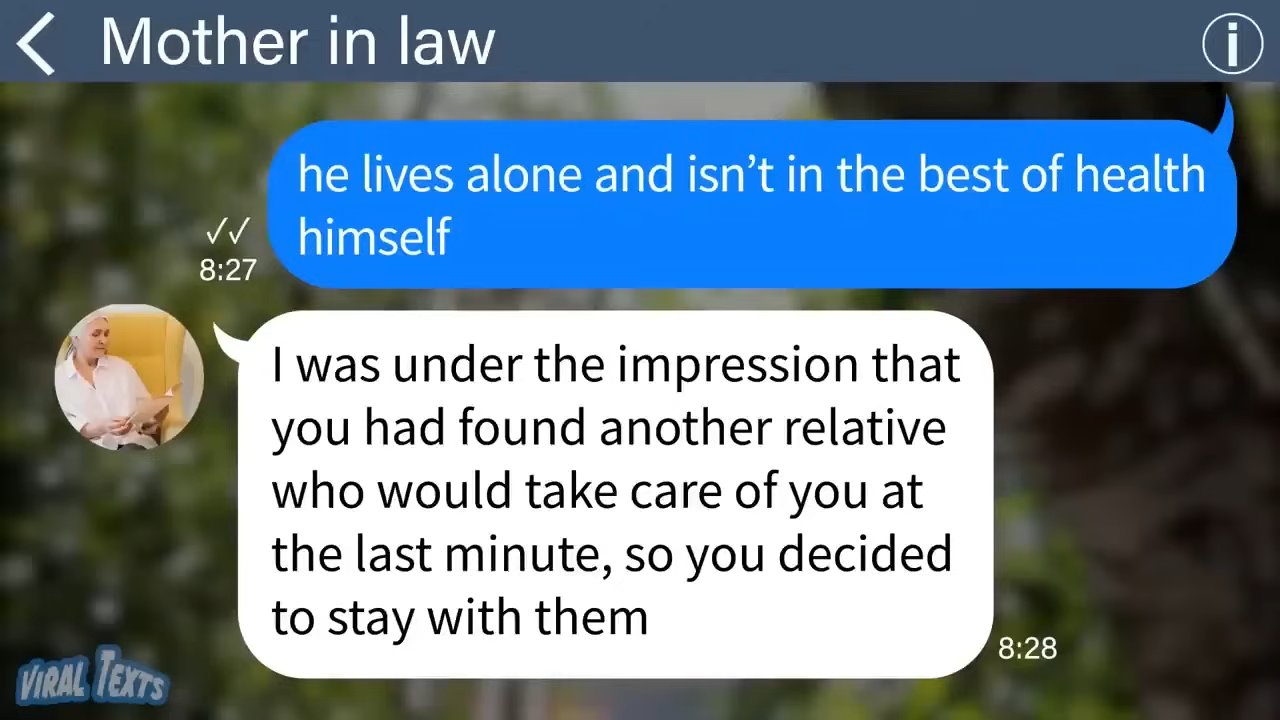 Mother in law
he lives alone and isn’t in the best of health
himself
✓✓
8:27
I was under the impression that
you had found another relative
who would take care of you at
the last minute, so you decided
to stay with them
8:28
VIRAL TEXTS